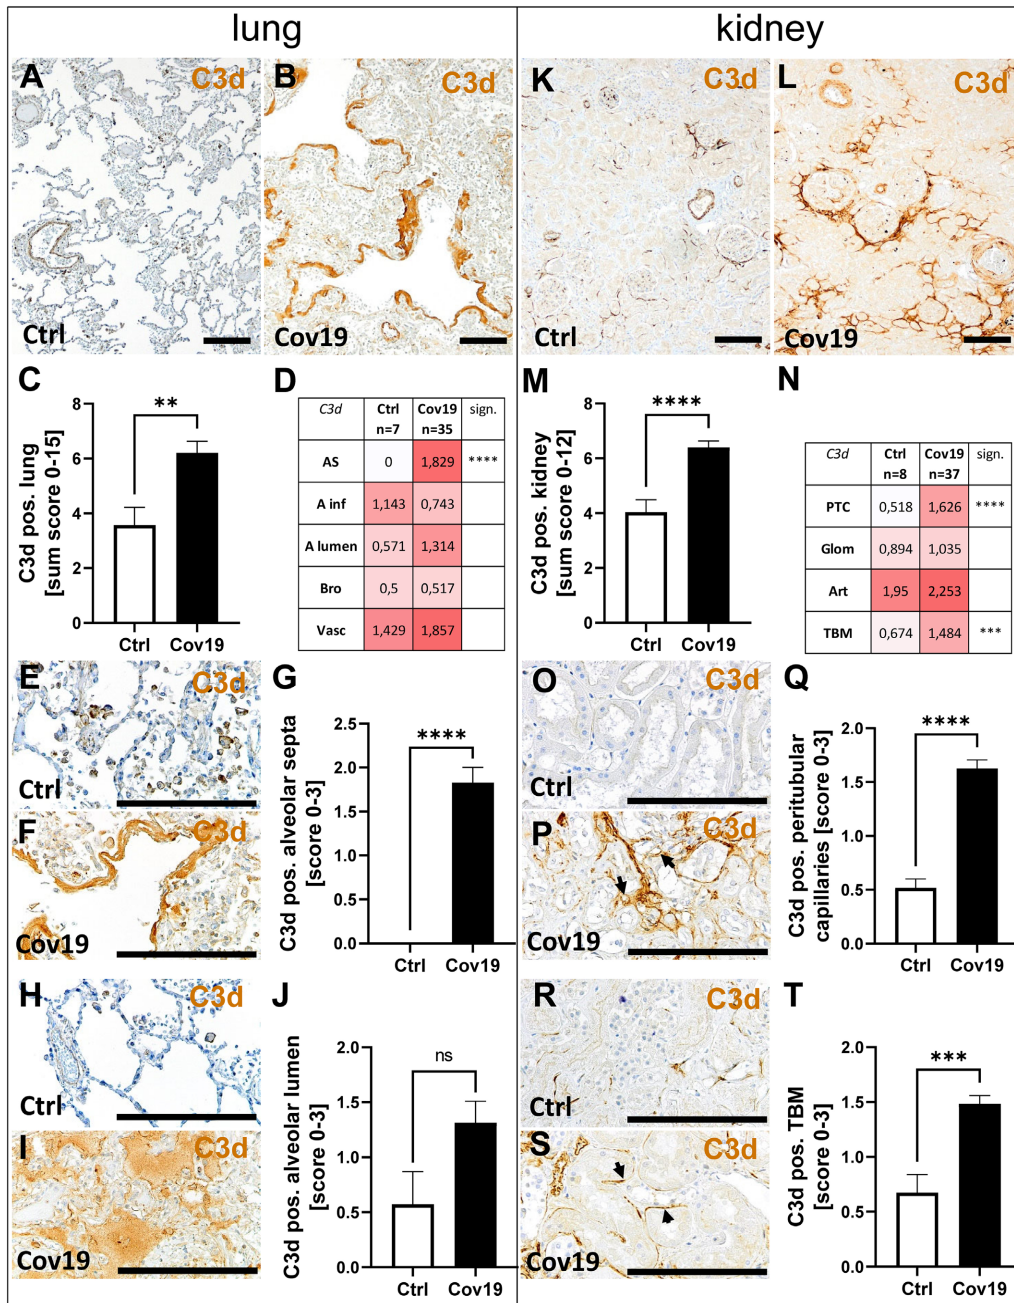 lung
kidney
A
C3d
Ctrl
B
C3d
Cov19
K
C3d
Ctrl
L
C3d
Cov19
C
C3d pos. lung
[sum score 0-15]
8
6
4
2
0
**
Ctrl
Cov19
D
C3d Ctrl n=7 Cov19 n=35 sign.
AS 0 1,829 ****
A inf 1,143 0,743
A lumen 0,571 1,314
Bro 0,5 0,517
Vasc 1,429 1,857
M
C3d pos. kidney
[sum score 0-12]
8
6
4
2
0
****
Ctrl
Cov19
N
C3d Ctrl n=8 Cov19 n=37 sign.
PTC 0,518 1,626 ****
Glom 0,894 1,035
Art 1,95 2,253
TBM 0,674 1,484 ***
E
C3d
Ctrl
F
C3d
Cov19
G
C3d pos. alveolar septa
[score 0-3]
2.5
2.0
1.5
1.0
0.5
0.0
****
Ctrl
Cov19
O
C3d
Ctrl
P
C3d
Cov19
Q
C3d pos. peritubular
capillaries [score 0-3]
2.0
1.5
1.0
0.5
0.0
****
Ctrl
Cov19
H
C3d
Ctrl
I
C3d
Cov19
J
C3d pos. alveolar lumen
[score 0-3]
2.0
1.5
1.0
0.5
0.0
ns
Ctrl
Cov19
R
C3d
Ctrl
S
C3d
Cov19
T
C3d pos. TBM
[score 0-3]
2.0
1.5
1.0
0.5
0.0
***
Ctrl
Cov19